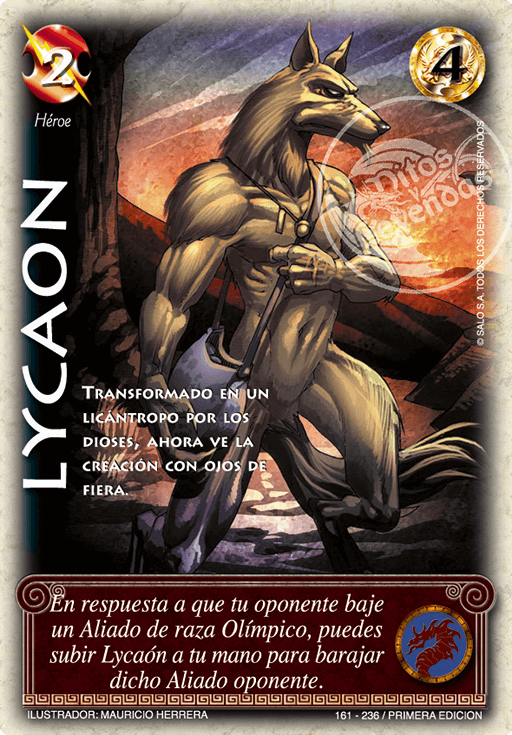 2
4
Héroe
Mitos
y
Leyendas
© SALO S.A. TODOS LOS DERECHOS RESERVADOS
LYCAON
TRANSFORMADO EN UN
LICÁNTROPO POR LOS
DIOSES, AHORA VE LA
CREACIÓN CON OJOS DE
FIERA.
En respuesta a que tu oponente baje
un Aliado de raza Olímpico, puedes
subir Lycaón a tu mano para barajar
dicho Aliado oponente.
ILUSTRADOR: MAURICIO HERRERA
161 - 236 / PRIMERA EDICION